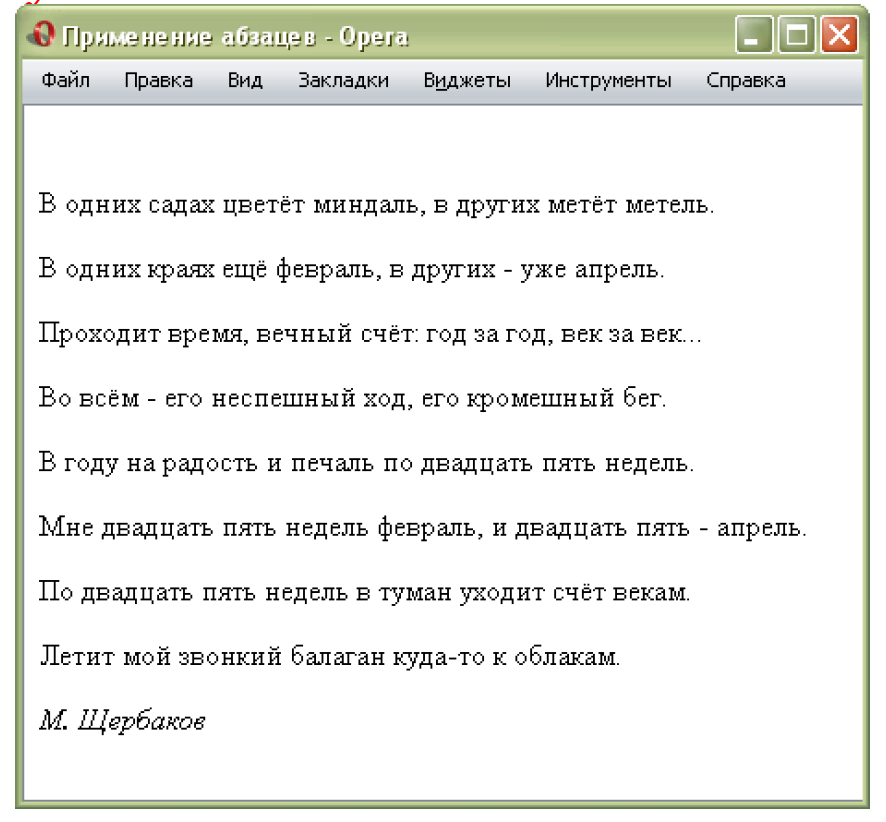 Применение абзацев - Opera
Файл Правка Вид Закладки Виджеты Инструменты Справка
В одних садах цветёт миндаль, в других метёт метель.
В одних краях ещё февраль, в других - уже апрель.
Проходит время, вечный счёт: год за год, век за век...
Во всём - его неспешный ход, его кромешный бег.
В году на радость и печаль по двадцать пять недель.
Мне двадцать пять недель февраль, и двадцать пять - апрель.
По двадцать пять недель в туман уходит счёт векам.
Летит мой звонкий балаган куда-то к облакам.
М. Щербаков